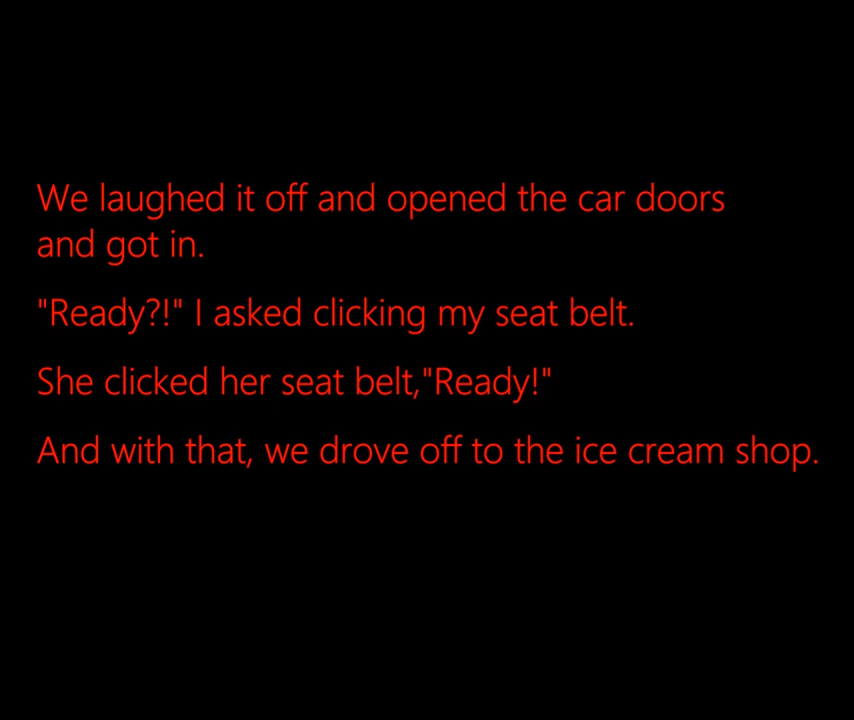 We laughed it off and opened the car doors
and got in.
"Ready?!" I asked clicking my seat belt.
She clicked her seat belt,"Ready!"
And with that, we drove off to the ice cream shop.